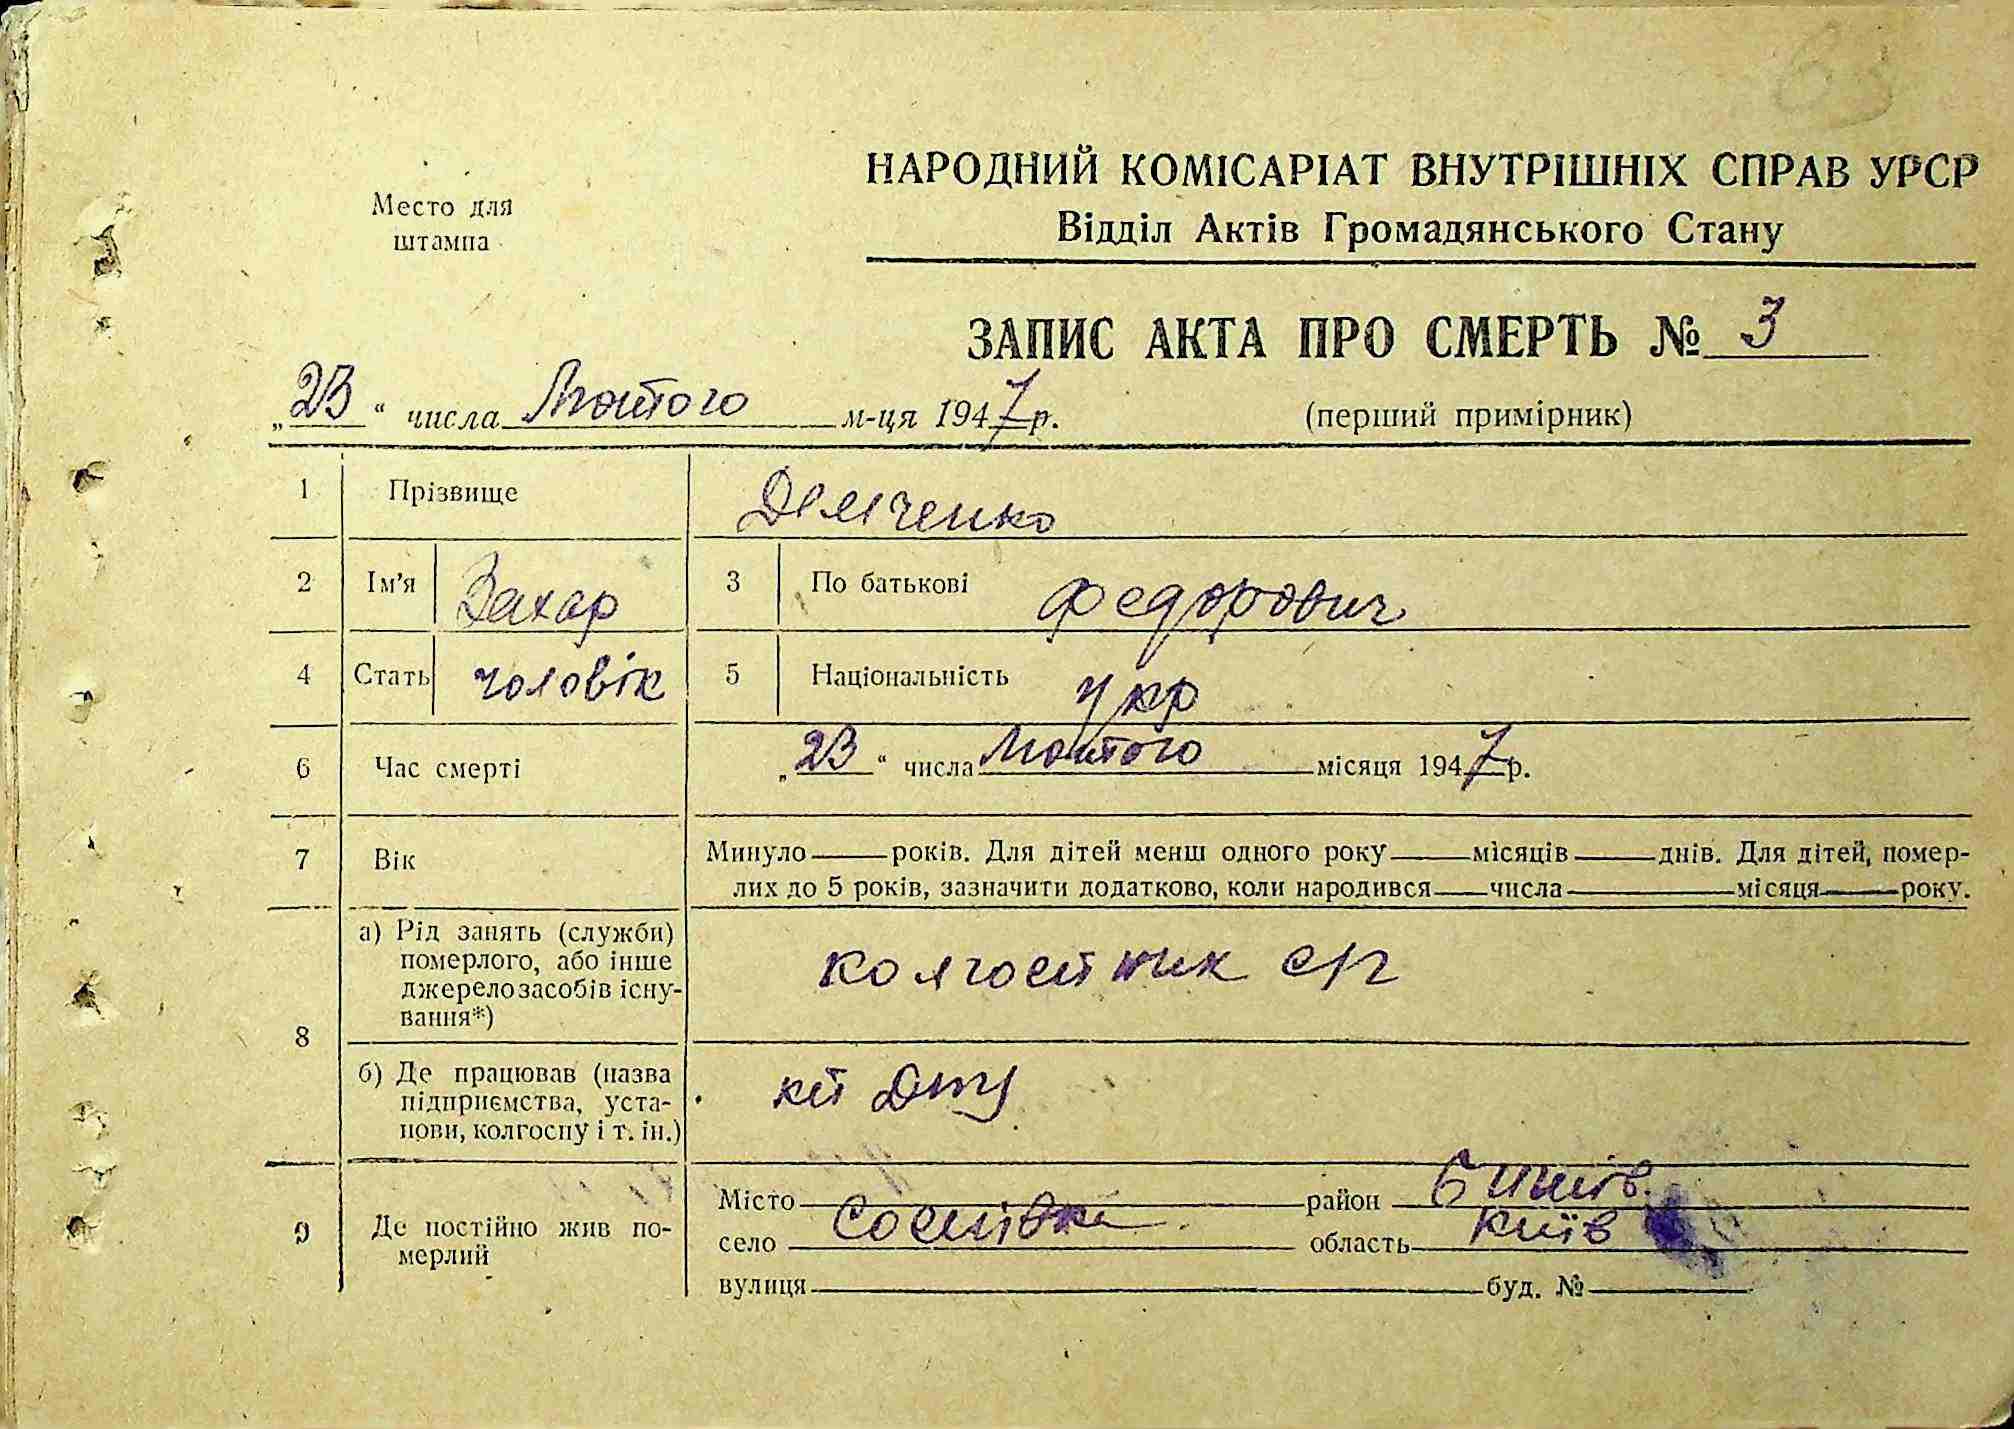 Место для
штампа
НАРОДНИЙ КОМІСАРІАТ ВНУТРІШНІХ СПРАВ УРСР
Відділ Актів Громадянського Стану
ЗАПИС АКТА ПРО СМЕРТЬ № 3
„23“ числа Лютого м-ця 1947 р.
(перший примірник)
1 Прізвище Демченко
2 Ім'я Захар 3 По батькові Федорович
4 Стать чоловік 5 Національність укр
6 Час смерті „23“ числа Лютого місяця 1947 р.
7 Вік Минуло років. Для дітей менш одного року місяців днів. Для дітей, помер-
лих до 5 років, зазначити додатково, коли народився числа місяця року.
8 а) Рід занять (служби)
померлого, або інше
джерело засобів існу-
вання*)
колгоспник с/г
б) Де працював (назва
підприємства, уста-
нови, колгоспу і т. ін.)
9 Де постійно жив по-
мерлий
Місто район
село Соснівка область Київ
вулиця буд. №